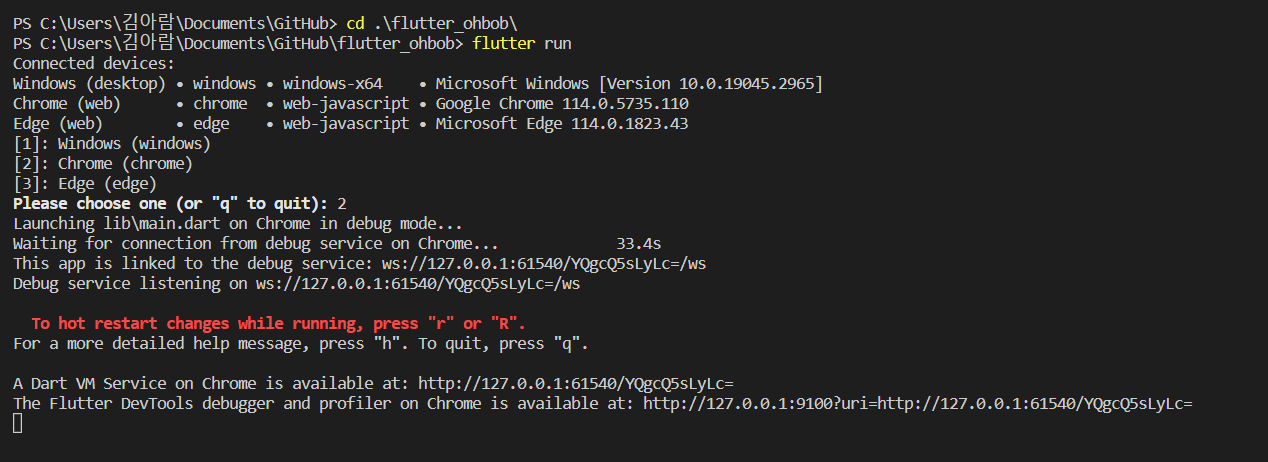 PS C:\Users\김아람\Documents\GitHub> cd .\flutter_ohbob\
PS C:\Users\김아람\Documents\GitHub\flutter_ohbob> flutter run
Connected devices:
Windows (desktop) • windows • windows-x64    • Microsoft Windows [Version 10.0.19045.2965]
Chrome (web)      • chrome  • web-javascript • Google Chrome 114.0.5735.110
Edge (web)        • edge    • web-javascript • Microsoft Edge 114.0.1823.43
[1]: Windows (windows)
[2]: Chrome (chrome)
[3]: Edge (edge)
Please choose one (or "q" to quit): 2
Launching lib\main.dart on Chrome in debug mode...
Waiting for connection from debug service on Chrome...             33.4s
This app is linked to the debug service: ws://127.0.0.1:61540/YQgcQ5sLyLc=/ws
Debug service listening on ws://127.0.0.1:61540/YQgcQ5sLyLc=/ws
To hot restart changes while running, press "r" or "R".
For a more detailed help message, press "h". To quit, press "q".
A Dart VM Service on Chrome is available at: http://127.0.0.1:61540/YQgcQ5sLyLc=
The Flutter DevTools debugger and profiler on Chrome is available at: http://127.0.0.1:9100?uri=http://127.0.0.1:61540/YQgcQ5sLyLc=